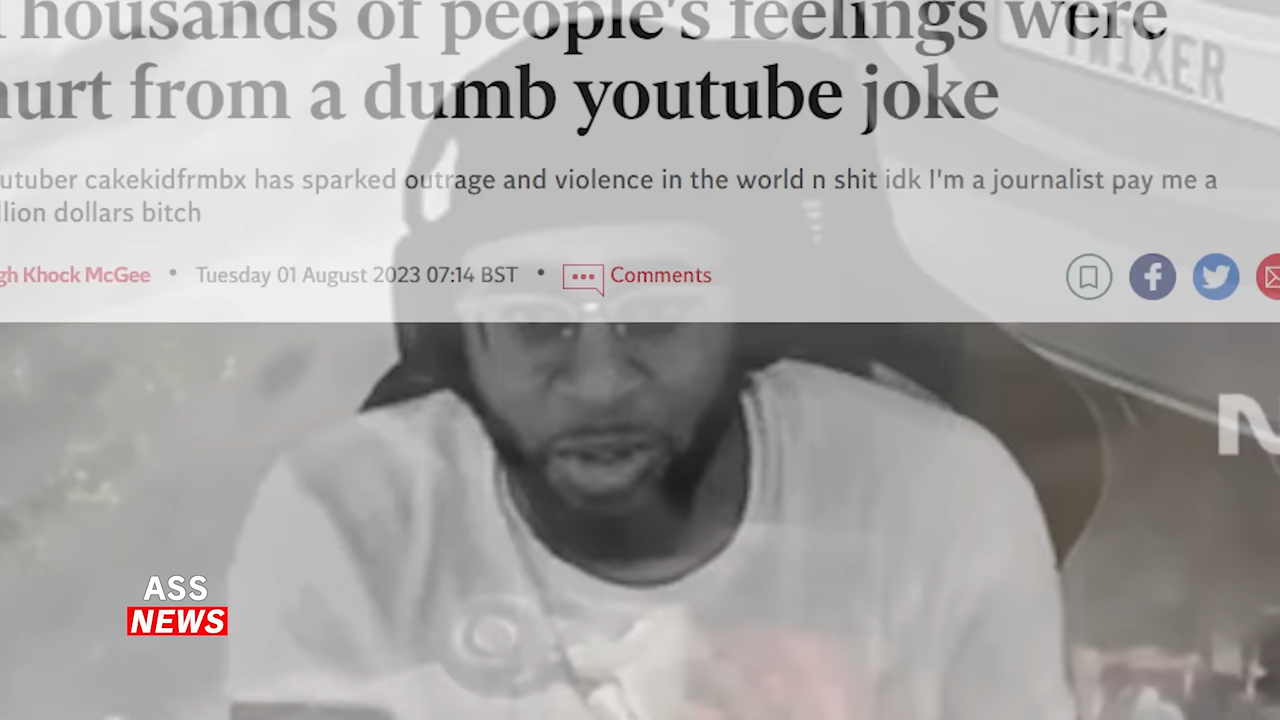 Thousands of people's feelings were
hurt from a dumb youtube joke
utuber cakekidfrmbx has sparked outrage and violence in the world n shit idk I'm a journalist pay me a
llion dollars bitch
gh Khock McGee • Tuesday 01 August 2023 07:14 BST • Comments
ASS
NEWS